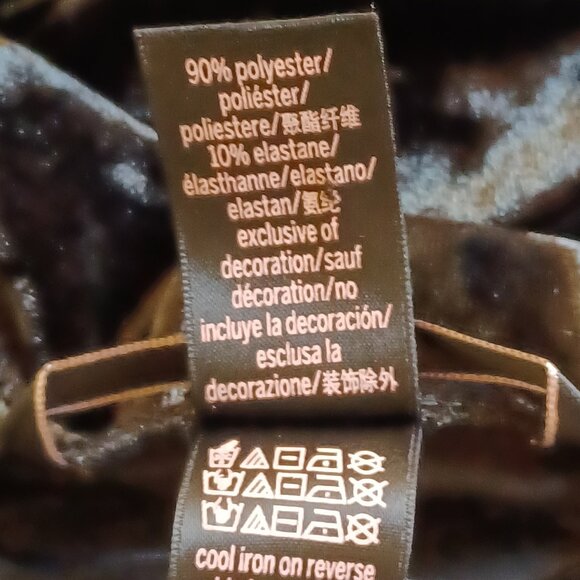 90% polyester/
poliéster/
poliestere/聚酯纤维
10% elastane/
élasthanne/elastano/
elastan/氨纶
exclusive of
decoration/sauf
décoration/no
incluye la decoración/
esclusa la
decorazione/装饰除外
cool iron on reverse